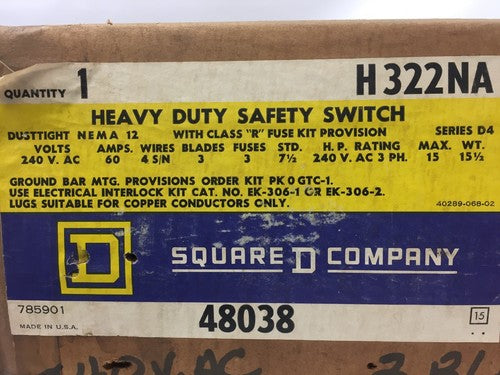 QUANTITY 1 H322NA
HEAVY DUTY SAFETY SWITCH
DUSTTIGHT NEMA 12 WITH CLASS "R" FUSE KIT PROVISION SERIES D4
VOLTS AMPS. WIRES BLADES FUSES STD. H.P. RATING MAX. WT.
240 V. AC 60 4 S/N 3 3 7½ 240 V. AC 3 PH. 15 15½
GROUND BAR MTG. PROVISIONS ORDER KIT PK 0 GTC-1.
USE ELECTRICAL INTERLOCK KIT CAT. NO. EK-306-1 OR EK-306-2.
LUGS SUITABLE FOR COPPER CONDUCTORS ONLY. 40289-068-02
D SQUARE D COMPANY
785901 48038 15
MADE IN U.S.A.
V. AC